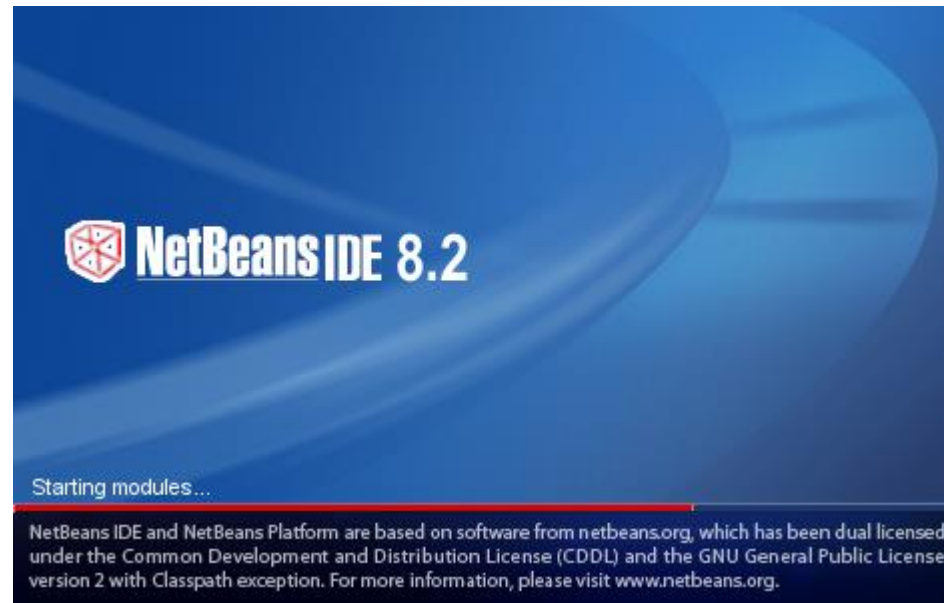 NetBeans IDE 8.2
Starting modules...
NetBeans IDE and NetBeans Platform are based on software from netbeans.org, which has been dual licensed
under the Common Development and Distribution License (CDDL) and the GNU General Public License
version 2 with Classpath exception. For more information, please visit www.netbeans.org.